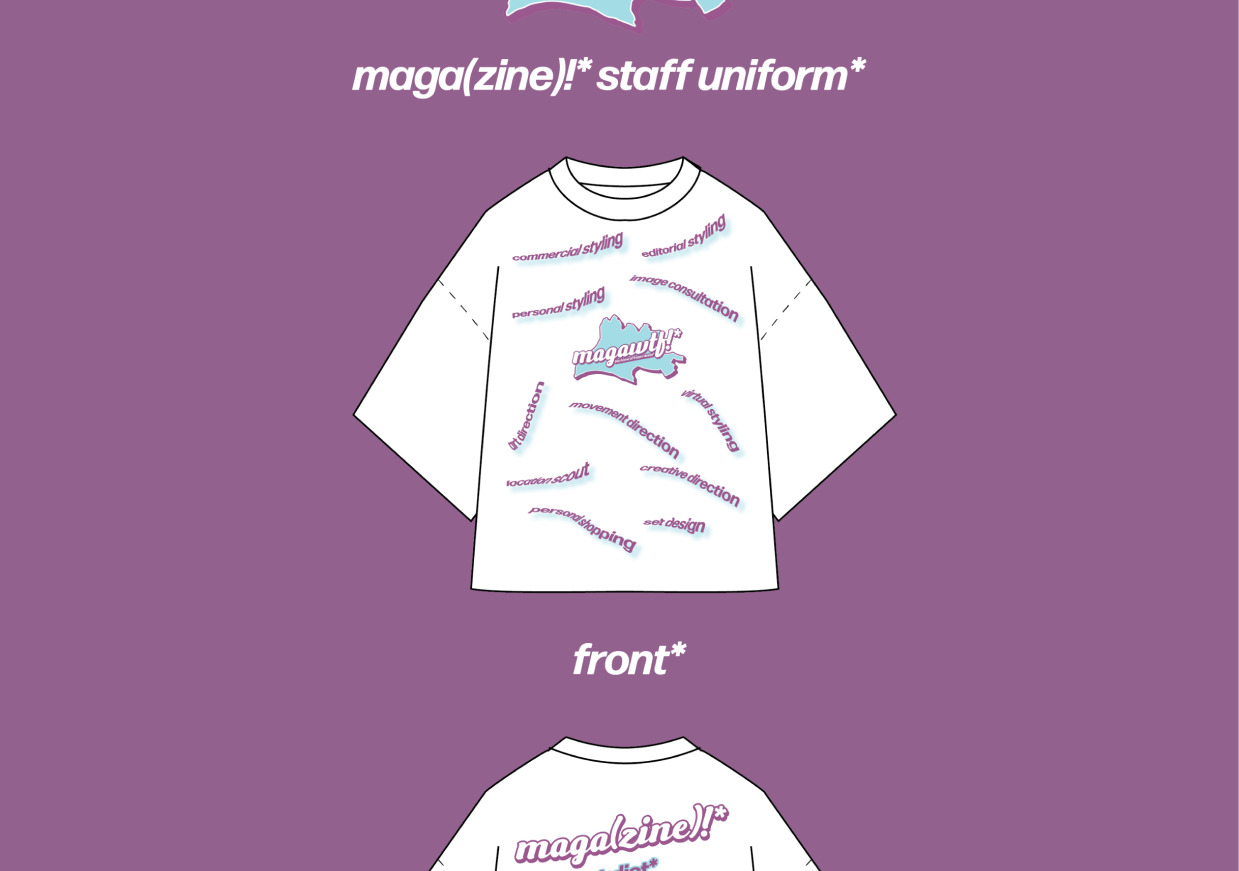 maga(zine)!* staff uniform*
commercial styling
editorial styling
personal styling
image consultation
magawtf!*
art direction
movement direction
virtual styling
location scout
creative direction
personal shopping
set design
front*
maga(zine)!*